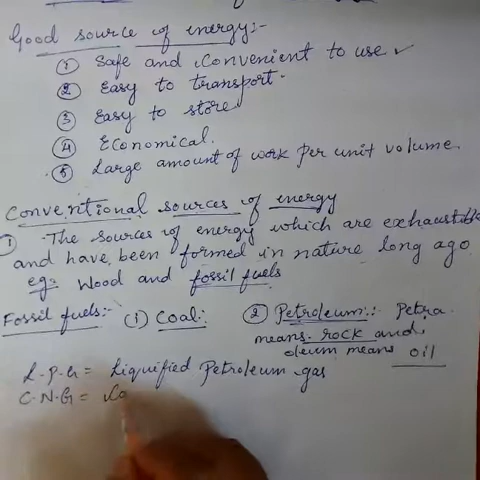 Good source of energy:-
① Safe and convenient to use ✓
② Easy to transport.
③ Easy to store
④ Economical.
⑤ Large amount of work per unit volume.
Conventional sources of energy
① The sources of energy which are exhaustible
and have been formed in nature long ago
eg:- Wood and fossil fuels
Fossil fuels:- (1) Coal:
② Petroleum:. Petra
means. rock and
oleum means oil
L.P.G = Liquified Petroleum gas
C.N.G = Co